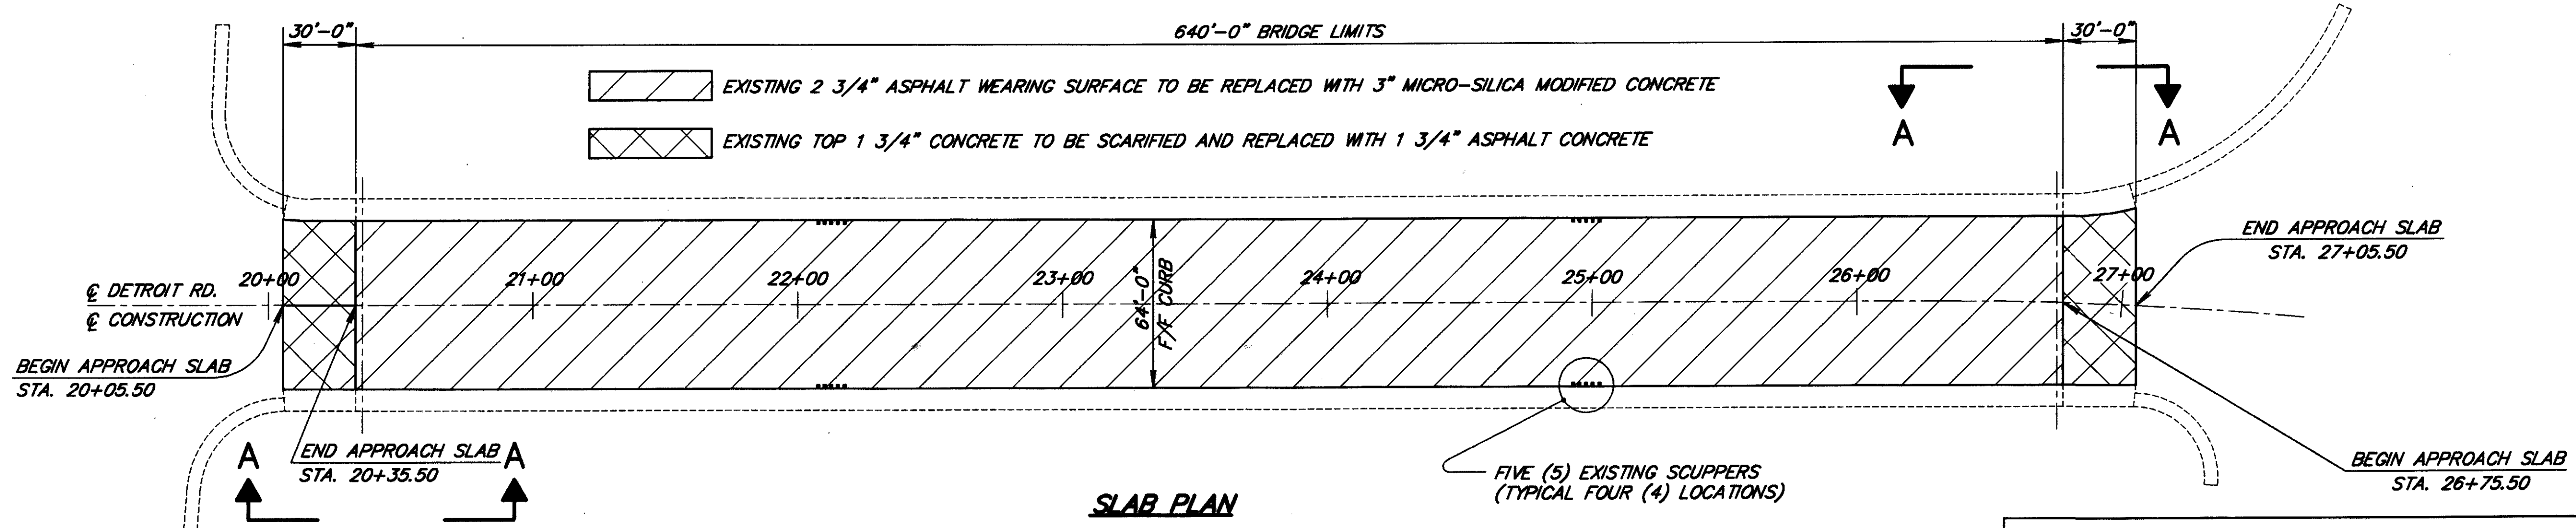 30'-0"
640'-0" BRIDGE LIMITS
30'-0"
EXISTING 2 3/4" ASPHALT WEARING SURFACE TO BE REPLACED WITH 3" MICRO-SILICA MODIFIED CONCRETE
EXISTING TOP 1 3/4" CONCRETE TO BE SCARIFIED AND REPLACED WITH 1 3/4" ASPHALT CONCRETE
A
A
END APPROACH SLAB
STA. 27+05.50
20+00
21+00
22+00
23+00
24+00
25+00
26+00
27+00
64'-0"
F/F CURB
℄ DETROIT RD.
℄ CONSTRUCTION
BEGIN APPROACH SLAB
STA. 20+05.50
A
END APPROACH SLAB
STA. 20+35.50
A
FIVE (5) EXISTING SCUPPERS
(TYPICAL FOUR (4) LOCATIONS)
BEGIN APPROACH SLAB
STA. 26+75.50
SLAB PLAN